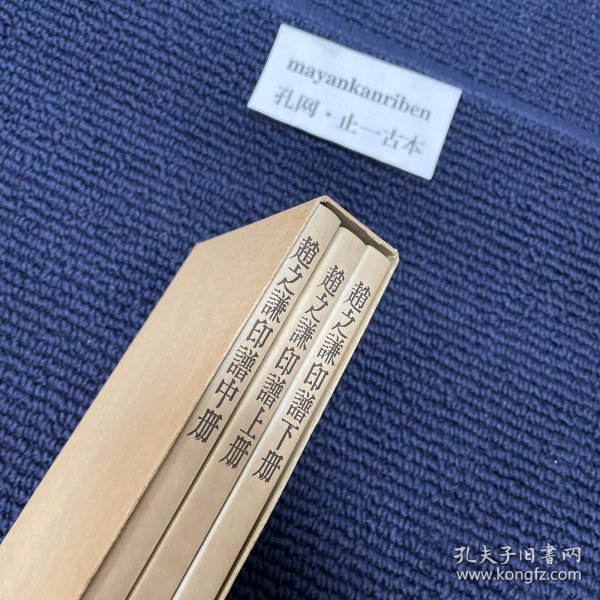 mayankanriben
孔网·止一古本
趙之謙印譜中册
趙之謙印譜上册
趙之謙印譜下册
孔夫子旧書网
www.kongfz.com